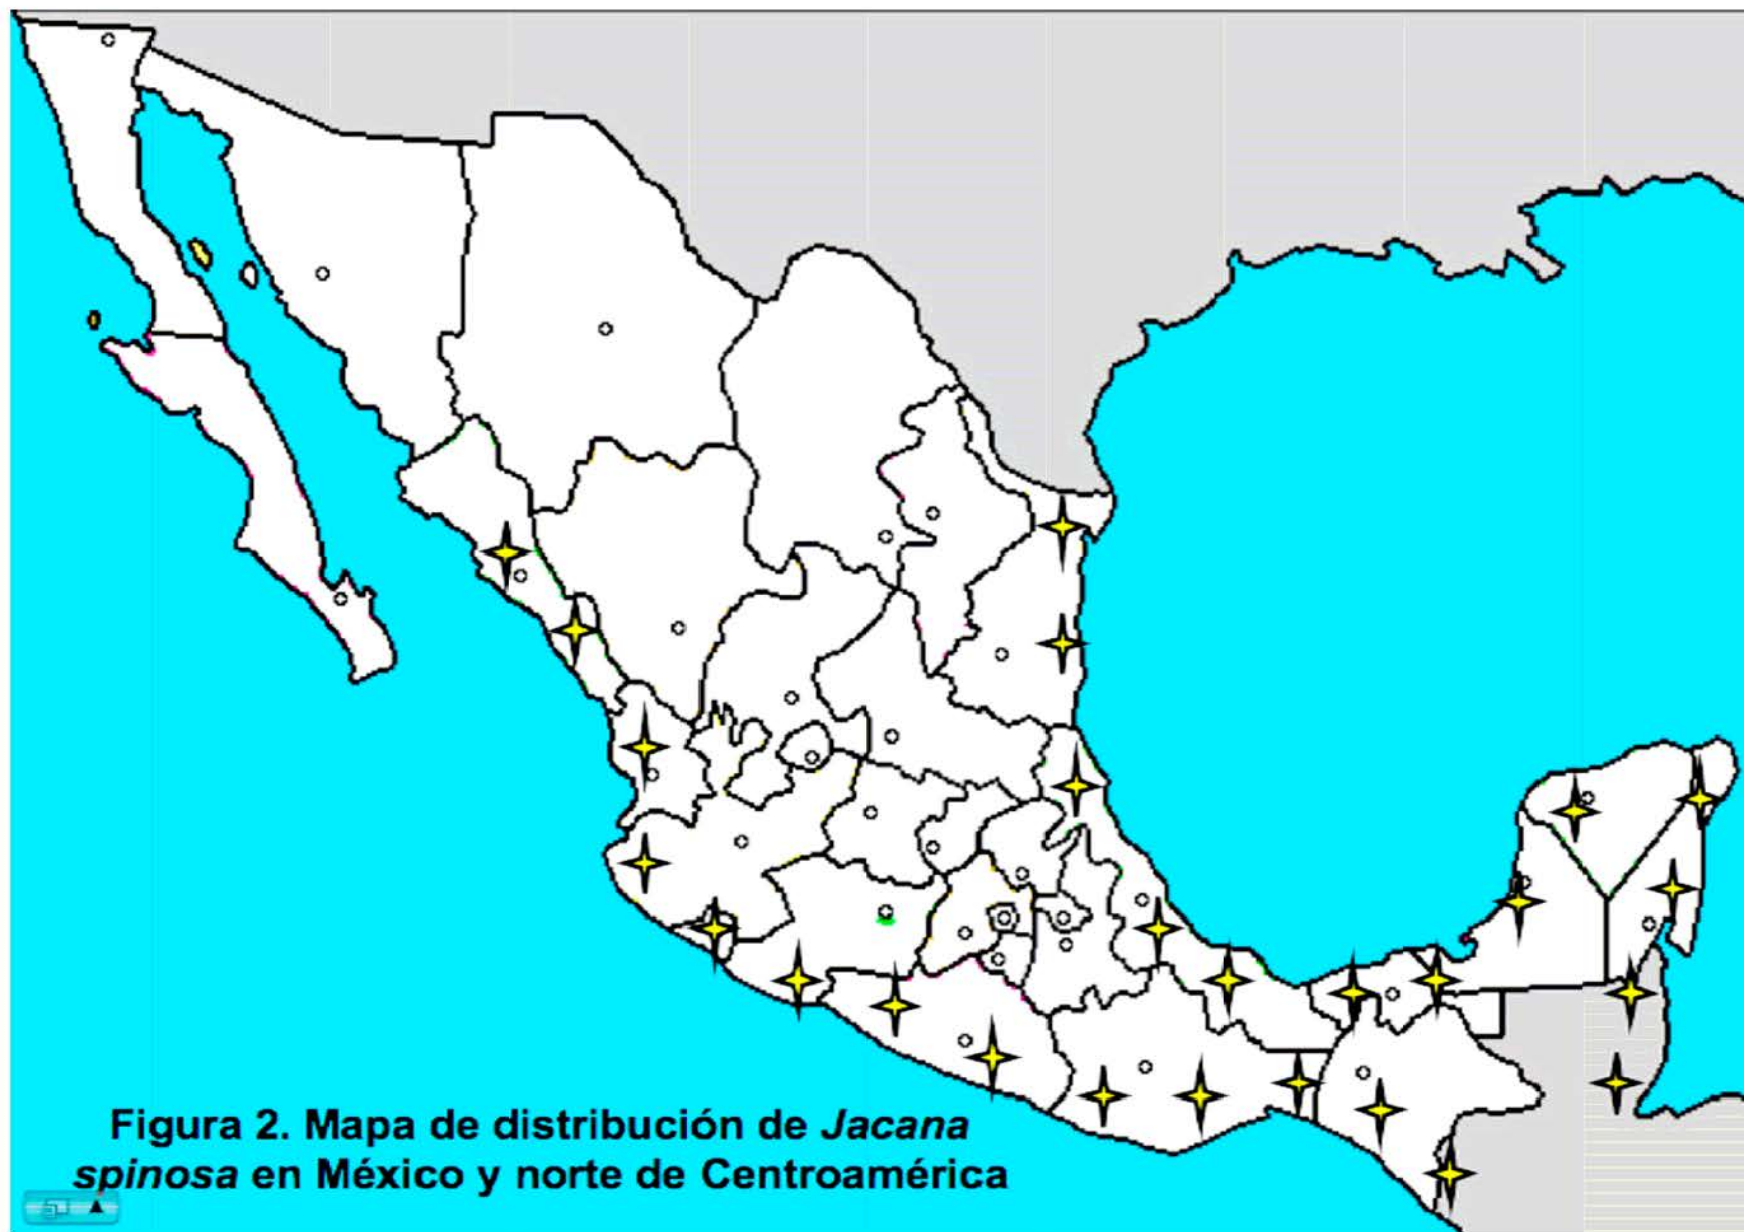 Figura 2. Mapa de distribución de Jacana
spinosa en México y norte de Centroamérica